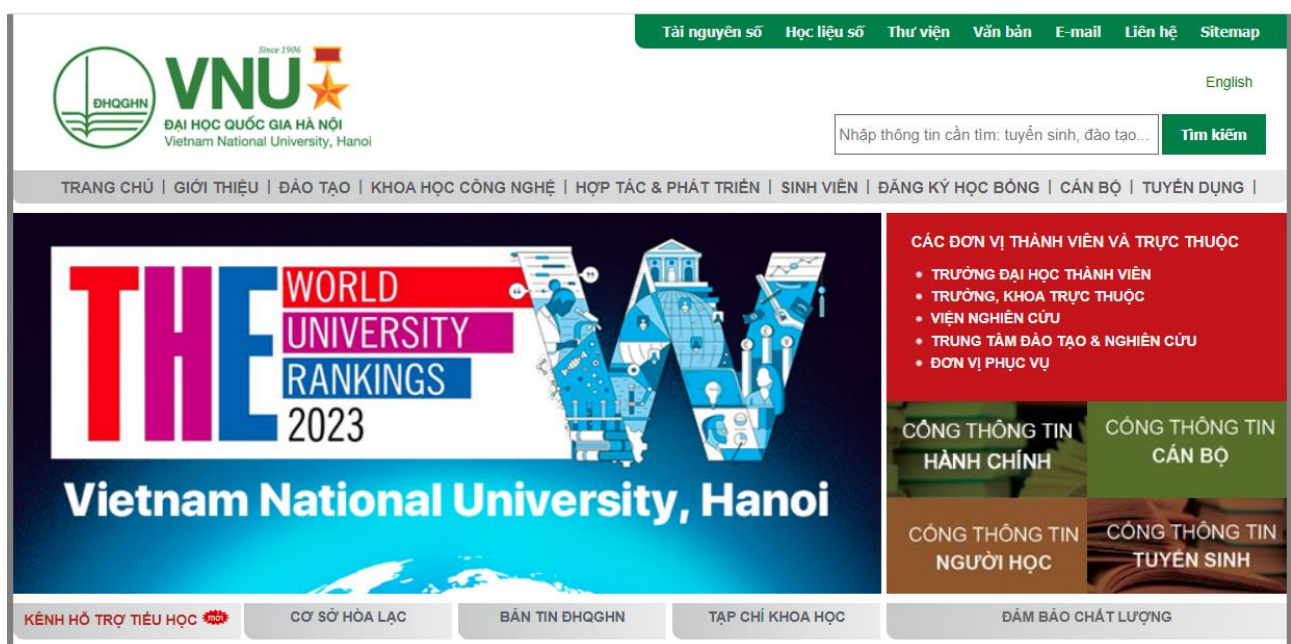 Tài nguyên số Học liệu số Thư viện Văn bản E-mail Liên hệ Sitemap
Since 1906
VNU
ĐHQGHN
ĐẠI HỌC QUỐC GIA HÀ NỘI
Vietnam National University, Hanoi
English
Nhập thông tin cần tìm: tuyển sinh, đào tạo... Tìm kiếm
TRANG CHỦ | GIỚI THIỆU | ĐÀO TẠO | KHOA HỌC CÔNG NGHỆ | HỢP TÁC & PHÁT TRIỂN | SINH VIÊN | ĐĂNG KÝ HỌC BỔNG | CÁN BỘ | TUYỂN DỤNG |
THE
WORLD
UNIVERSITY
RANKINGS
2023
W
Vietnam National University, Hanoi
CÁC ĐƠN VỊ THÀNH VIÊN VÀ TRỰC THUỘC
• TRƯỜNG ĐẠI HỌC THÀNH VIÊN
• TRƯỜNG, KHOA TRỰC THUỘC
• VIỆN NGHIÊN CỨU
• TRUNG TÂM ĐÀO TẠO & NGHIÊN CỨU
• ĐƠN VỊ PHỤC VỤ
CỔNG THÔNG TIN
HÀNH CHÍNH
CỔNG THÔNG TIN
CÁN BỘ
CỔNG THÔNG TIN
NGƯỜI HỌC
CỔNG THÔNG TIN
TUYỂN SINH
KÊNH HỖ TRỢ TIỂU HỌC mới CƠ SỞ HÒA LẠC BẢN TIN ĐHQGHN TẠP CHÍ KHOA HỌC ĐẢM BẢO CHẤT LƯỢNG